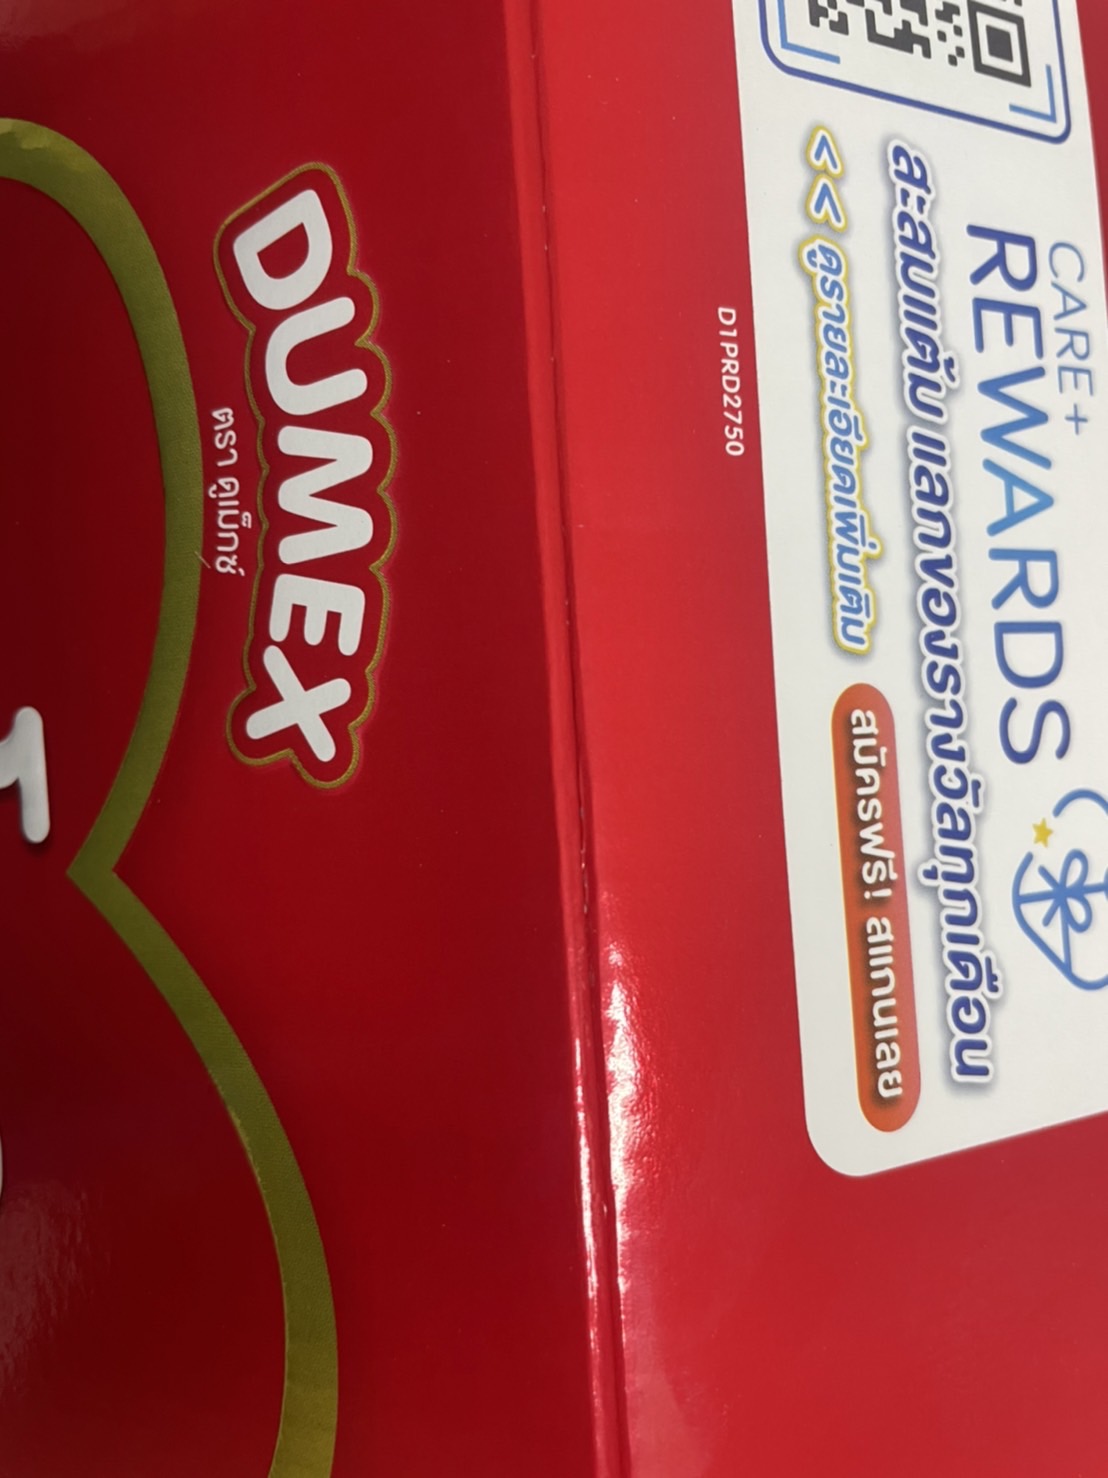 CARE+
REWARDS
สะสมแต้ม แลกของรางวัลทุกเดือน
<< ดูรายละเอียดเพิ่มเติม
สมัครฟรี! สแกนเลย
D1PRD2750
DUMEX
ตรา ดูเม็กซ์